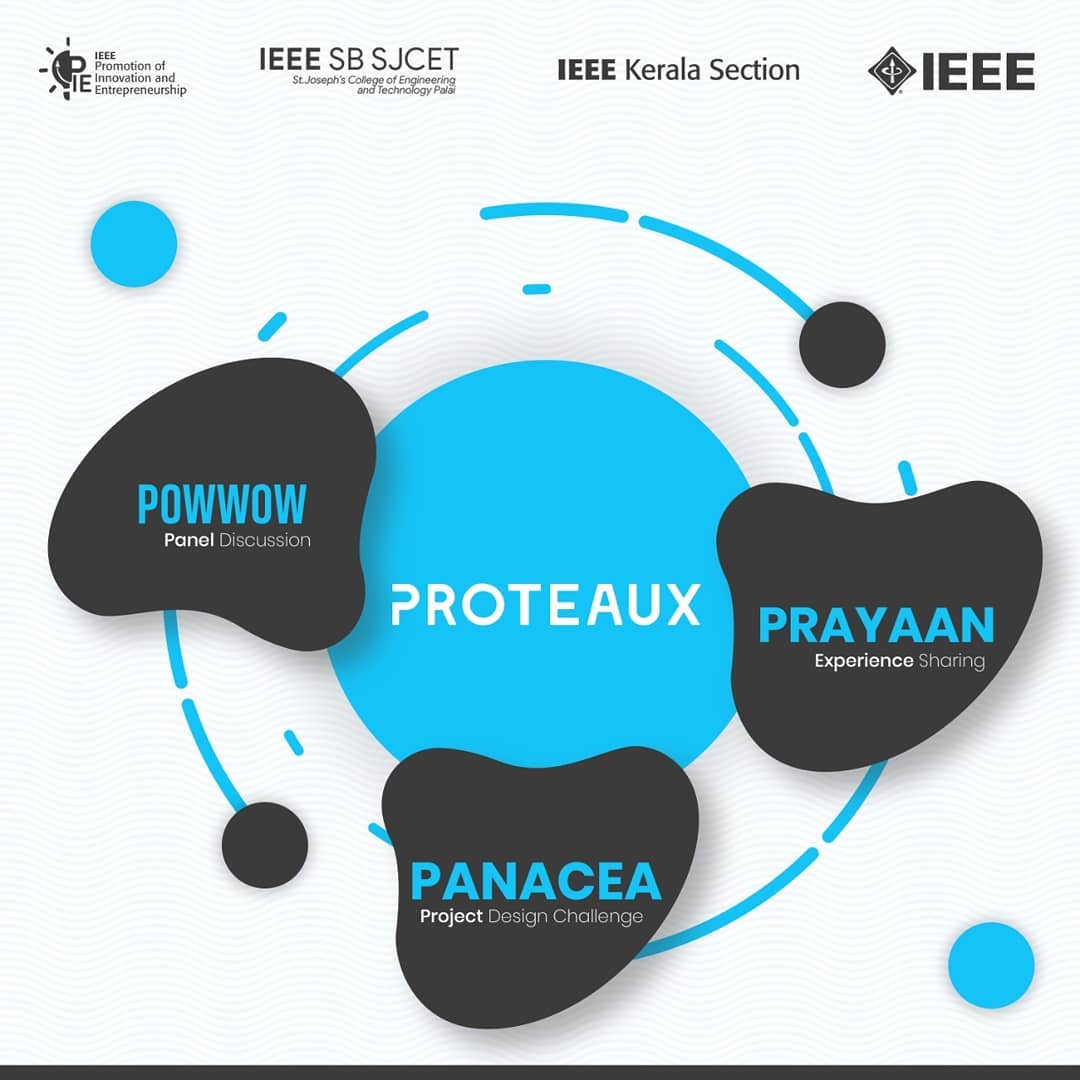 IEEE
Promotion of
Innovation and
Entrepreneurship
PIE
IEEE SB SJCET
St.Joseph's College of Engineering
and Technology Palai
IEEE Kerala Section
IEEE
POWWOW
Panel Discussion
PROTEAUX
PRAYAAN
Experience Sharing
PANACEA
Project Design Challenge